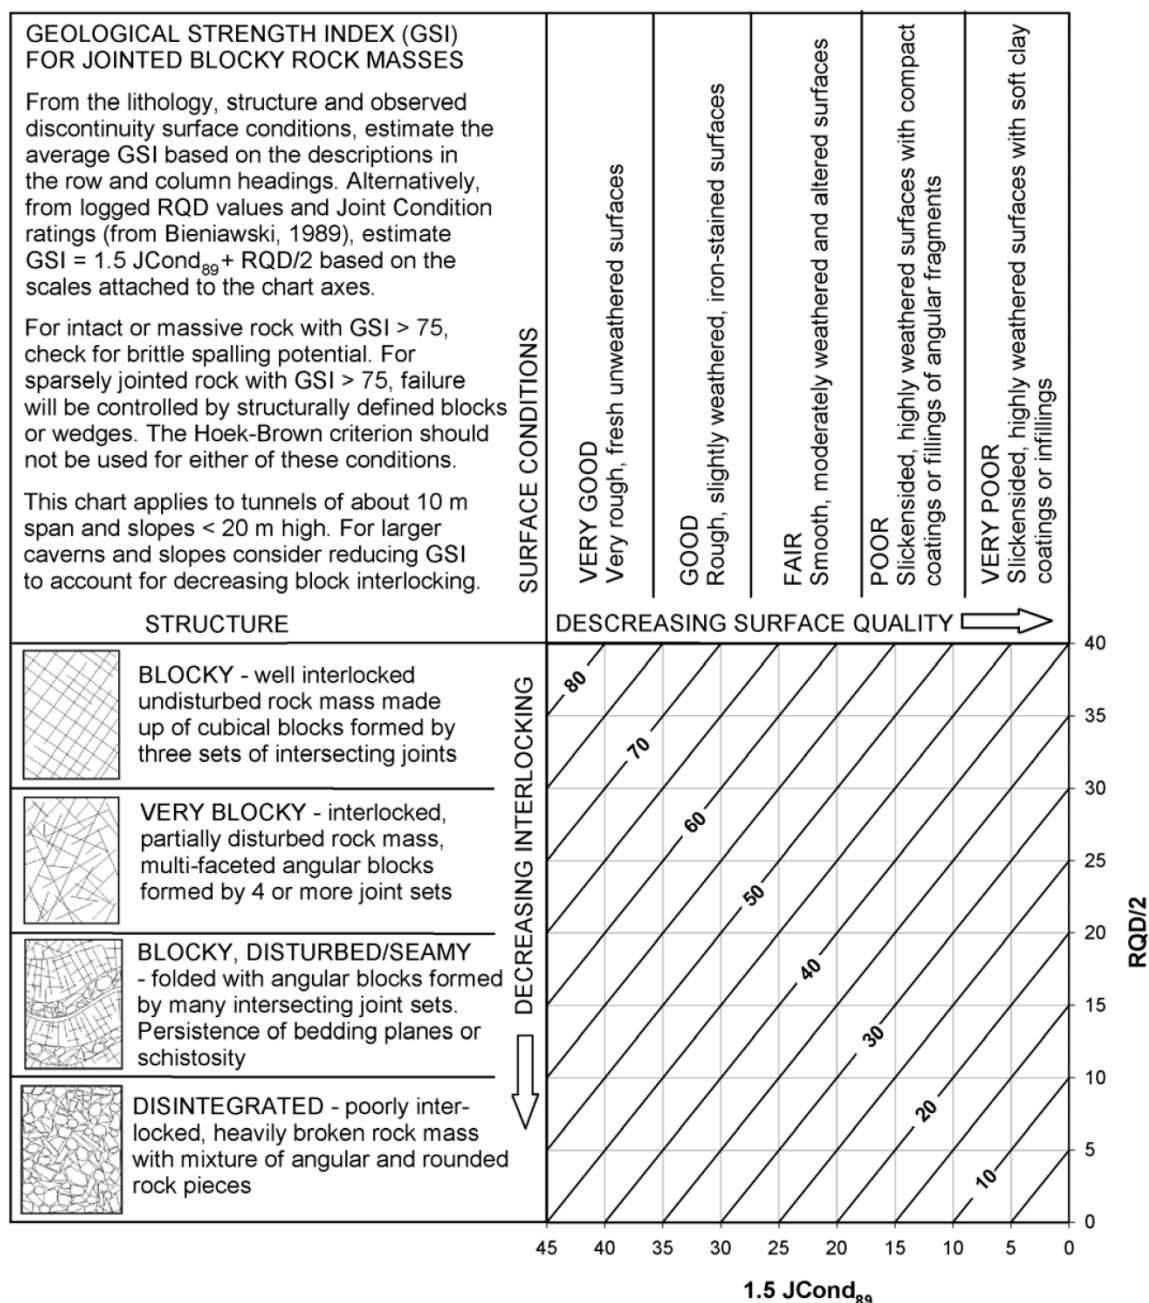 GEOLOGICAL STRENGTH INDEX (GSI)
FOR JOINTED BLOCKY ROCK MASSES
From the lithology, structure and observed
discontinuity surface conditions, estimate the
average GSI based on the descriptions in
the row and column headings. Alternatively,
from logged RQD values and Joint Condition
ratings (from Bieniawski, 1989), estimate
GSI = 1.5 JCond89 + RQD/2 based on the
scales attached to the chart axes.
For intact or massive rock with GSI > 75,
check for brittle spalling potential. For
sparsely jointed rock with GSI > 75, failure
will be controlled by structurally defined blocks
or wedges. The Hoek-Brown criterion should
not be used for either of these conditions.
This chart applies to tunnels of about 10 m
span and slopes < 20 m high. For larger
caverns and slopes consider reducing GSI
to account for decreasing block interlocking.
SURFACE CONDITIONS
VERY GOOD
Very rough, fresh unweathered surfaces
GOOD
Rough, slightly weathered, iron-stained surfaces
FAIR
Smooth, moderately weathered and altered surfaces
POOR
Slickensided, highly weathered surfaces with compact
coatings or fillings of angular fragments
VERY POOR
Slickensided, highly weathered surfaces with soft clay
coatings or infillings
STRUCTURE
DESCREASING SURFACE QUALITY
BLOCKY - well interlocked
undisturbed rock mass made
up of cubical blocks formed by
three sets of intersecting joints
VERY BLOCKY - interlocked,
partially disturbed rock mass,
multi-faceted angular blocks
formed by 4 or more joint sets
BLOCKY, DISTURBED/SEAMY
- folded with angular blocks formed
by many intersecting joint sets.
Persistence of bedding planes or
schistosity
DISINTEGRATED - poorly inter-
locked, heavily broken rock mass
with mixture of angular and rounded
rock pieces
DECREASING INTERLOCKING
80
70
60
50
40
30
20
10
40
35
30
25
20
15
10
5
0
RQD/2
45 40 35 30 25 20 15 10 5 0
1.5 JCond89